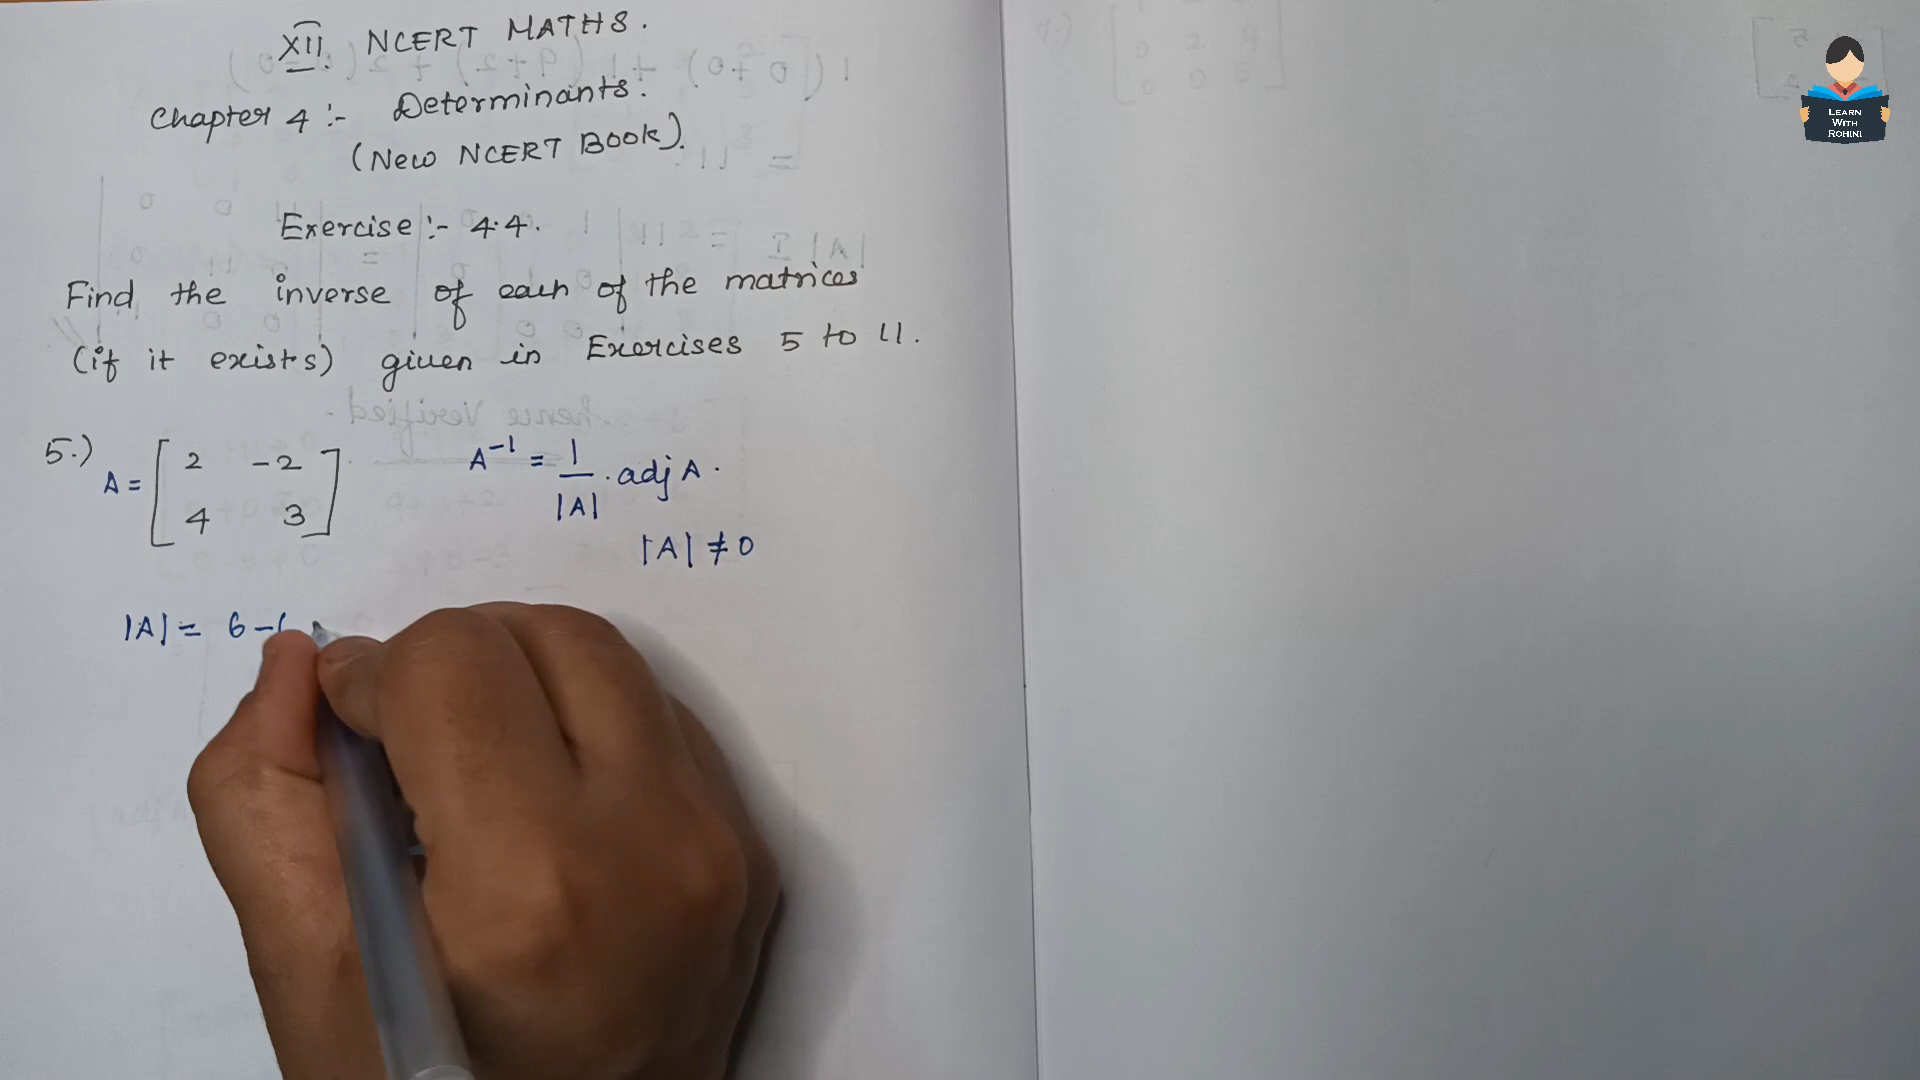 XII NCERT MATHS.
Chapter 4 :- Determinants.
(New NCERT Book).
Exercise :- 4.4.
Find the inverse of each of the matrices
(if it exists) given in Exercises 5 to 11.
5.) A = [ 2 -2
4 3 ]
A⁻¹ = 1/|A| . adj A.
|A| ≠ 0
|A| = 6 - (
LEARN
WITH
ROHINI